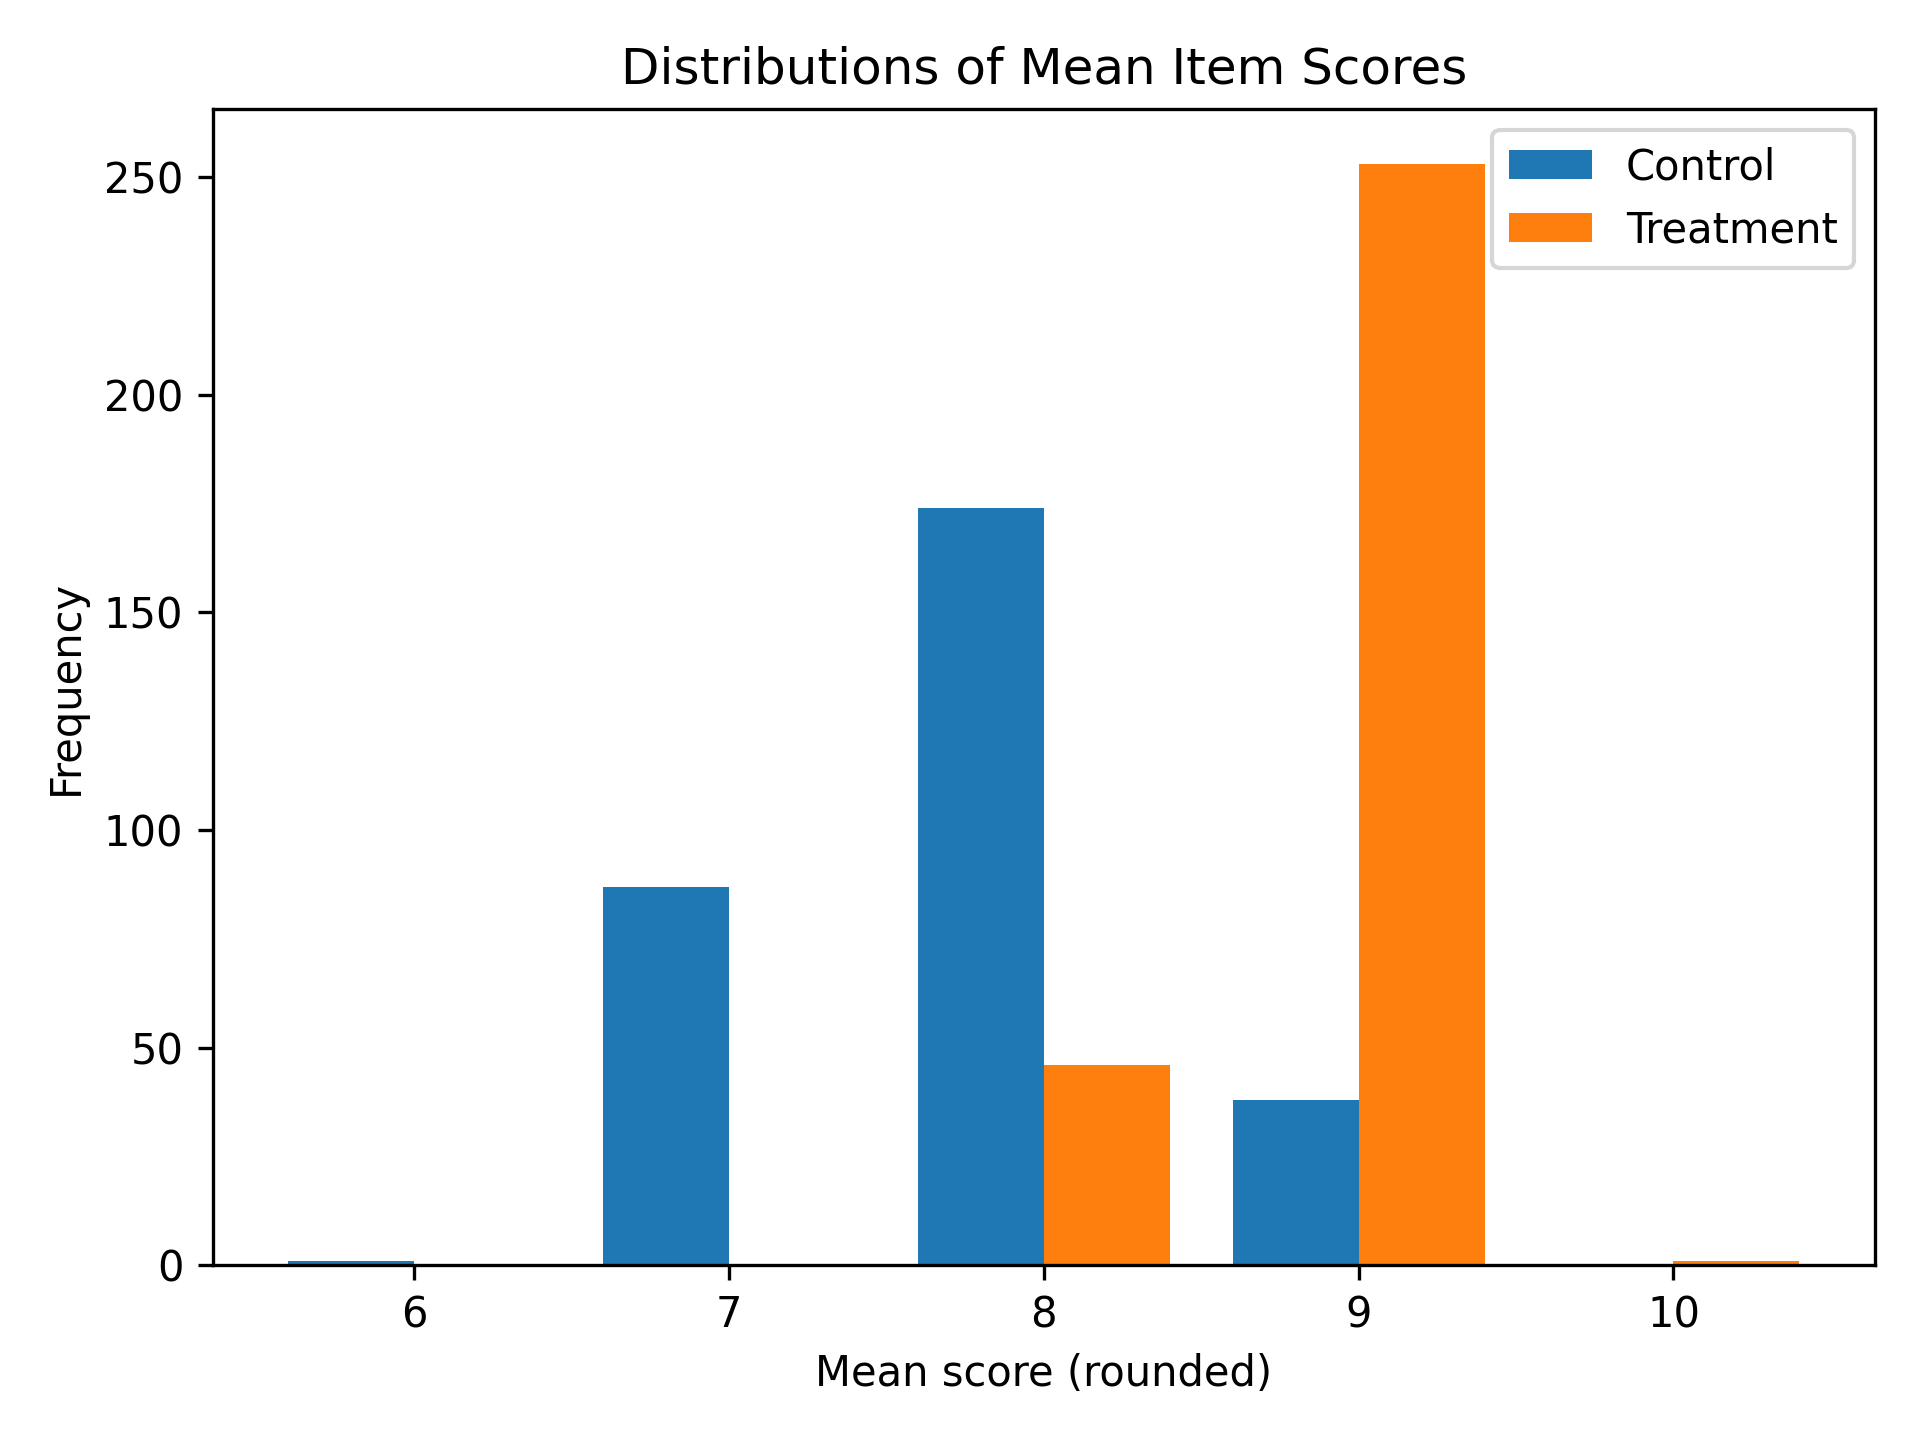 Distributions of Mean Item Scores
Control
Treatment
250
200
150
100
50
0
Frequency
6 7 8 9 10
Mean score (rounded)